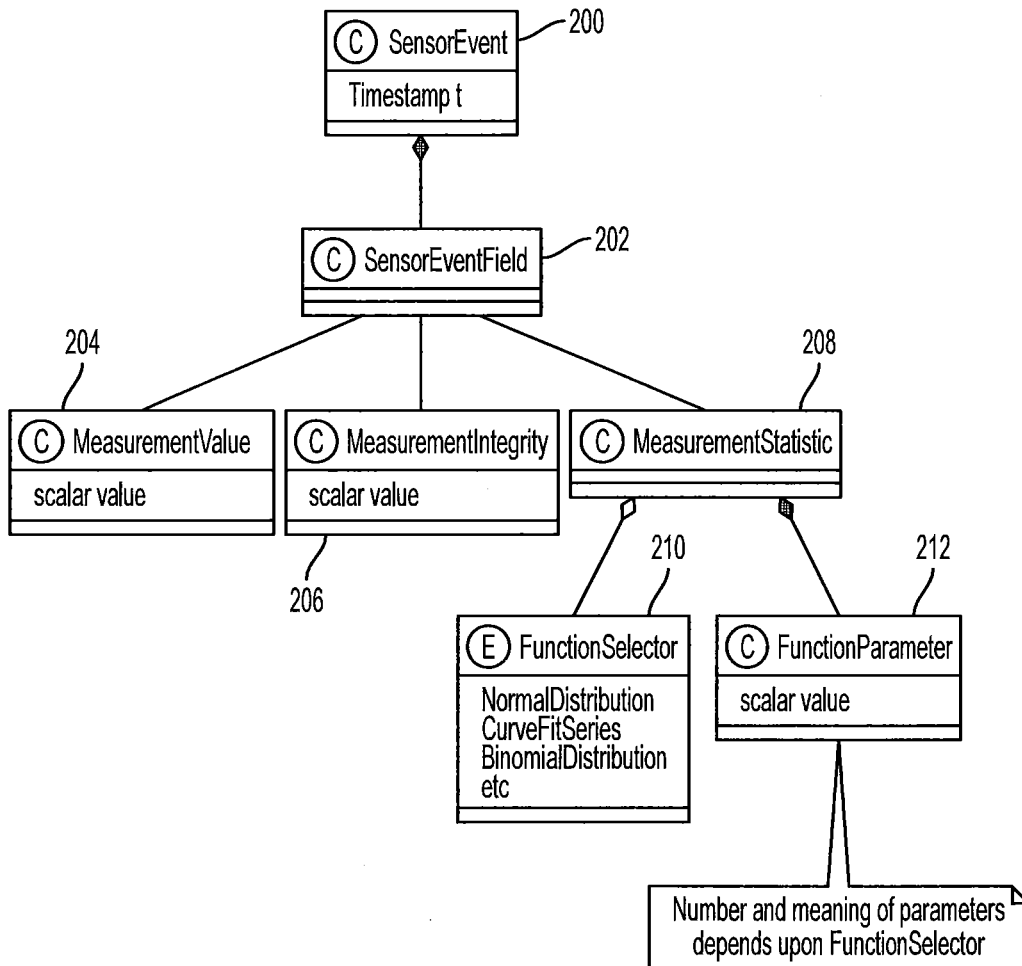 200
C SensorEvent
Timestamp t
202
C SensorEventField
204
208
C MeasurementValue
scalar value
C MeasurementIntegrity
scalar value
C MeasurementStatistic
206
210
212
E FunctionSelector
NormalDistribution
CurveFitSeries
BinomialDistribution
etc
C FunctionParameter
scalar value
Number and meaning of parameters
depends upon FunctionSelector